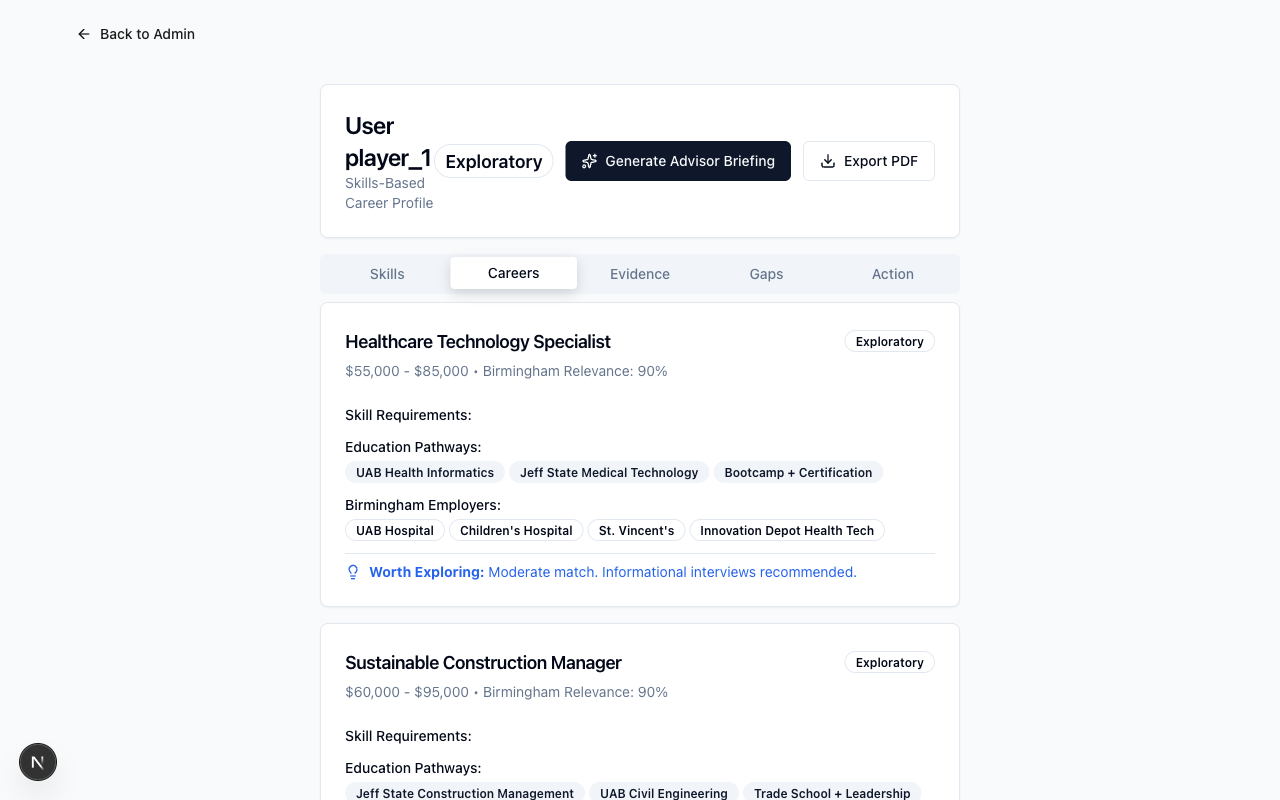 Back to Admin
User
player_1
Skills-Based
Career Profile
Exploratory
Generate Advisor Briefing
Export PDF
Skills Careers Evidence Gaps Action
Healthcare Technology Specialist Exploratory
$55,000 - $85,000 • Birmingham Relevance: 90%
Skill Requirements:
Education Pathways:
UAB Health Informatics Jeff State Medical Technology Bootcamp + Certification
Birmingham Employers:
UAB Hospital Children's Hospital St. Vincent's Innovation Depot Health Tech
Worth Exploring: Moderate match. Informational interviews recommended.
Sustainable Construction Manager Exploratory
$60,000 - $95,000 • Birmingham Relevance: 90%
Skill Requirements:
Education Pathways:
Jeff State Construction Management UAB Civil Engineering Trade School + Leadership
N